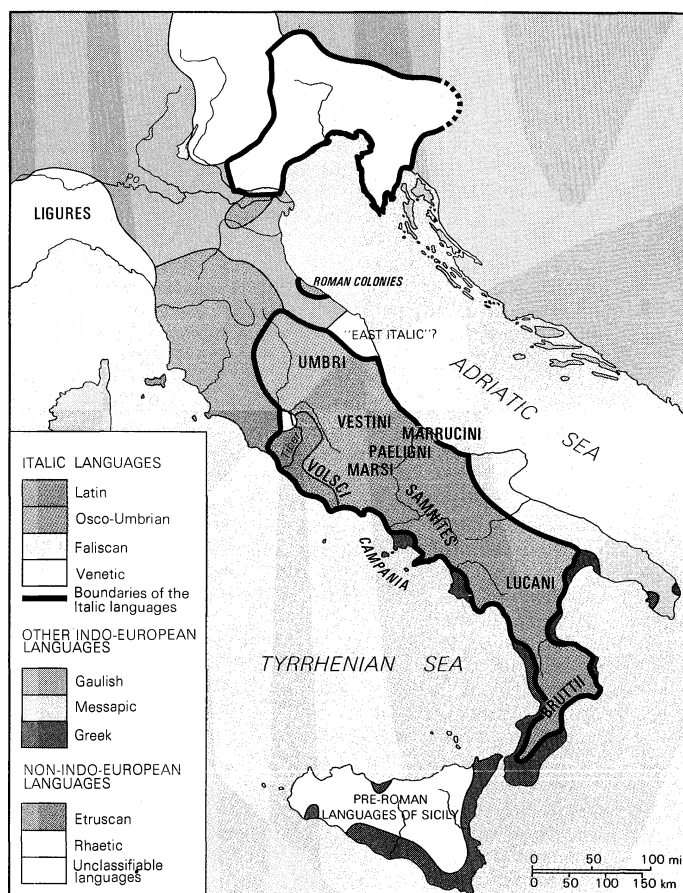 Po
LIGURES
ROMAN COLONIES
"EAST ITALIC"?
UMBRI
ADRIATIC SEA
VESTINI
MARRUCINI
PAELIGNI
MARSI
VOLSCI
SAMNITES
CAMPANIA
LUCANI
TYRRHENIAN SEA
BRUTTII
PRE-ROMAN
LANGUAGES OF SICILY
ITALIC LANGUAGES
Latin
Osco-Umbrian
Faliscan
Venetic
Boundaries of the
Italic languages
OTHER INDO-EUROPEAN
LANGUAGES
Gaulish
Messapic
Greek
NON-INDO-EUROPEAN
LANGUAGES
Etruscan
Rhaetic
Unclassifiable
languages
0 50 100 mi
0 50 100 150 km